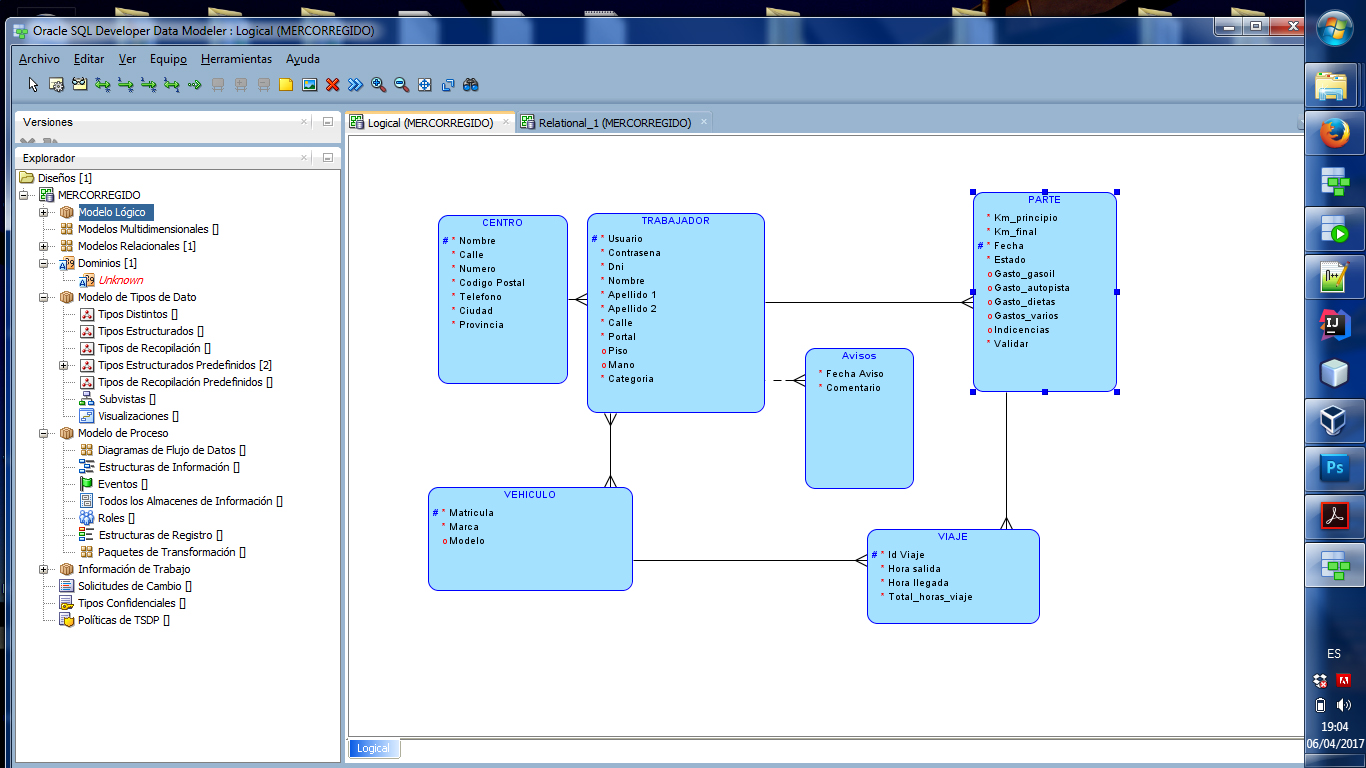 Oracle SQL Developer Data Modeler : Logical (MERCORREGIDO)
Archivo Editar Ver Equipo Herramientas Ayuda
Versiones
Explorador
Diseños [1]
MERCORREGIDO
Modelo Lógico
Modelos Multidimensionales []
Modelos Relacionales [1]
Dominios [1]
Unknown
Modelo de Tipos de Dato
Tipos Distintos []
Tipos Estructurados []
Tipos de Recopilación []
Tipos Estructurados Predefinidos [2]
Tipos de Recopilación Predefinidos []
Subvistas []
Visualizaciones []
Modelo de Proceso
Diagramas de Flujo de Datos []
Estructuras de Información []
Eventos []
Todos los Almacenes de Información []
Roles []
Estructuras de Registro []
Paquetes de Transformación []
Información de Trabajo
Solicitudes de Cambio []
Tipos Confidenciales []
Políticas de TSDP []
Logical (MERCORREGIDO) Relational_1 (MERCORREGIDO)
CENTRO
# * Nombre
* Calle
* Numero
* Codigo Postal
* Telefono
* Ciudad
* Provincia
TRABAJADOR
# * Usuario
* Contrasena
* Dni
* Nombre
* Apellido 1
* Apellido 2
* Calle
* Portal
o Piso
o Mano
* Categoria
PARTE
* Km_principio
* Km_final
# * Fecha
* Estado
o Gasto_gasoil
o Gasto_autopista
o Gasto_dietas
o Gastos_varios
o Indicencias
* Validar
Avisos
* Fecha Aviso
* Comentario
VEHICULO
# * Matricula
* Marca
o Modelo
VIAJE
# * Id Viaje
* Hora salida
* Hora llegada
* Total_horas_viaje
Logical
IJ
Ps
ES
19:04
06/04/2017